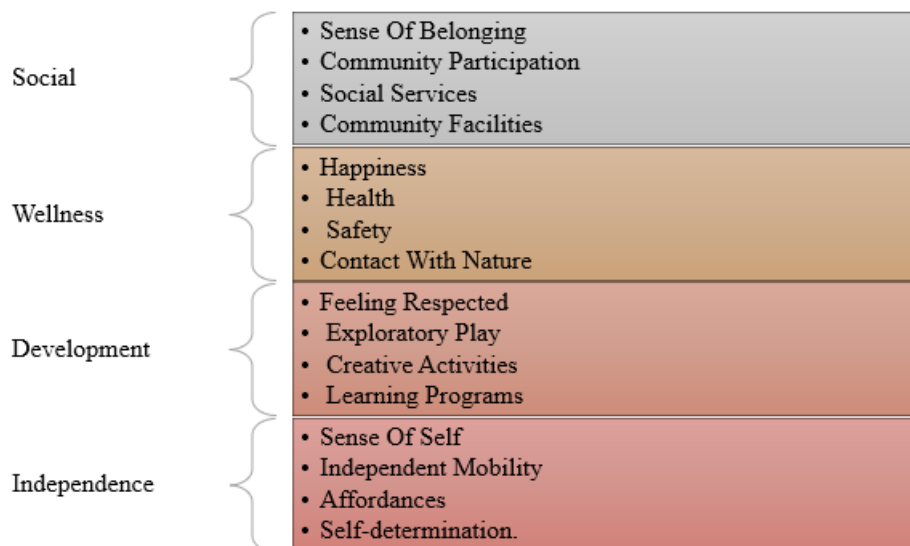 Social
• Sense Of Belonging
• Community Participation
• Social Services
• Community Facilities
Wellness
• Happiness
• Health
• Safety
• Contact With Nature
Development
• Feeling Respected
• Exploratory Play
• Creative Activities
• Learning Programs
Independence
• Sense Of Self
• Independent Mobility
• Affordances
• Self-determination.